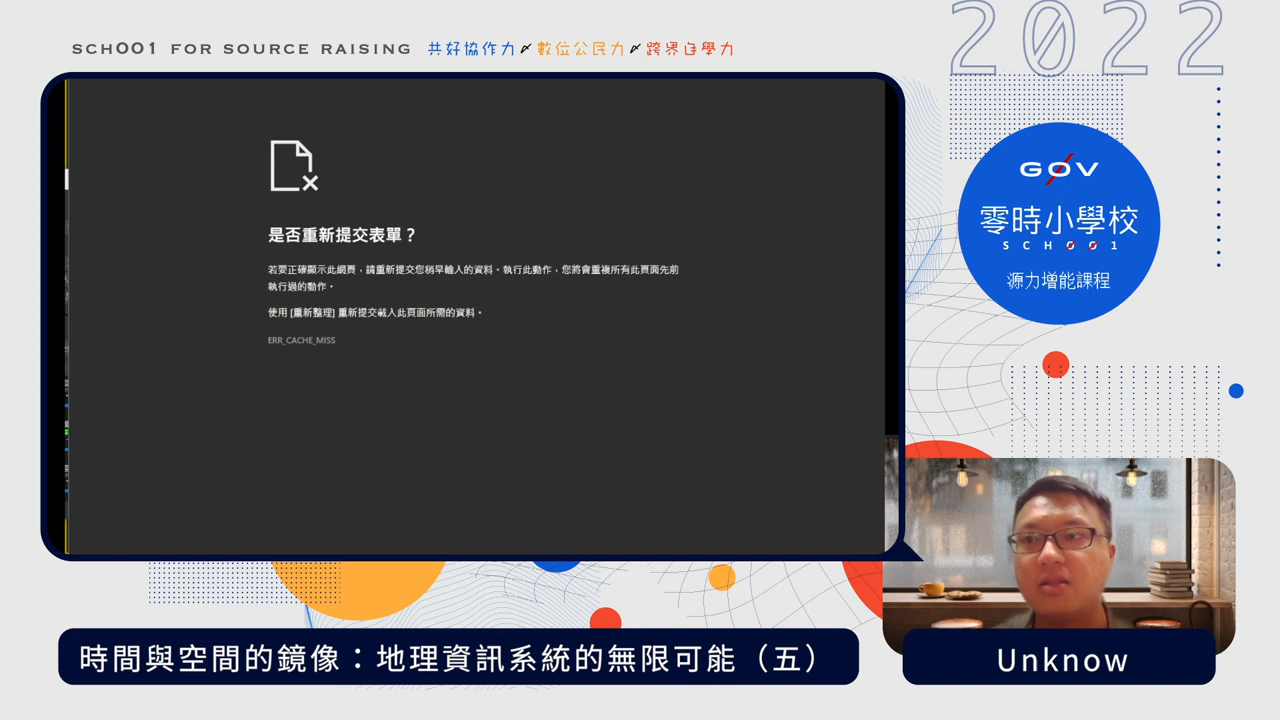 SCHOO1 FOR SOURCE RAISING 共好協作力 數位公民力 跨界自學力
2022
GOV
零時小學校
SCHOO1
源力增能課程
是否重新提交表單？
若要正確顯示此網頁，請重新提交您稍早輸入的資料。執行此動作，您將會重複所有此頁面先前
執行過的動作。
使用 [重新整理] 重新提交載入此頁面所需的資料。
ERR_CACHE_MISS
時間與空間的鏡像：地理資訊系統的無限可能（五）
Unknow